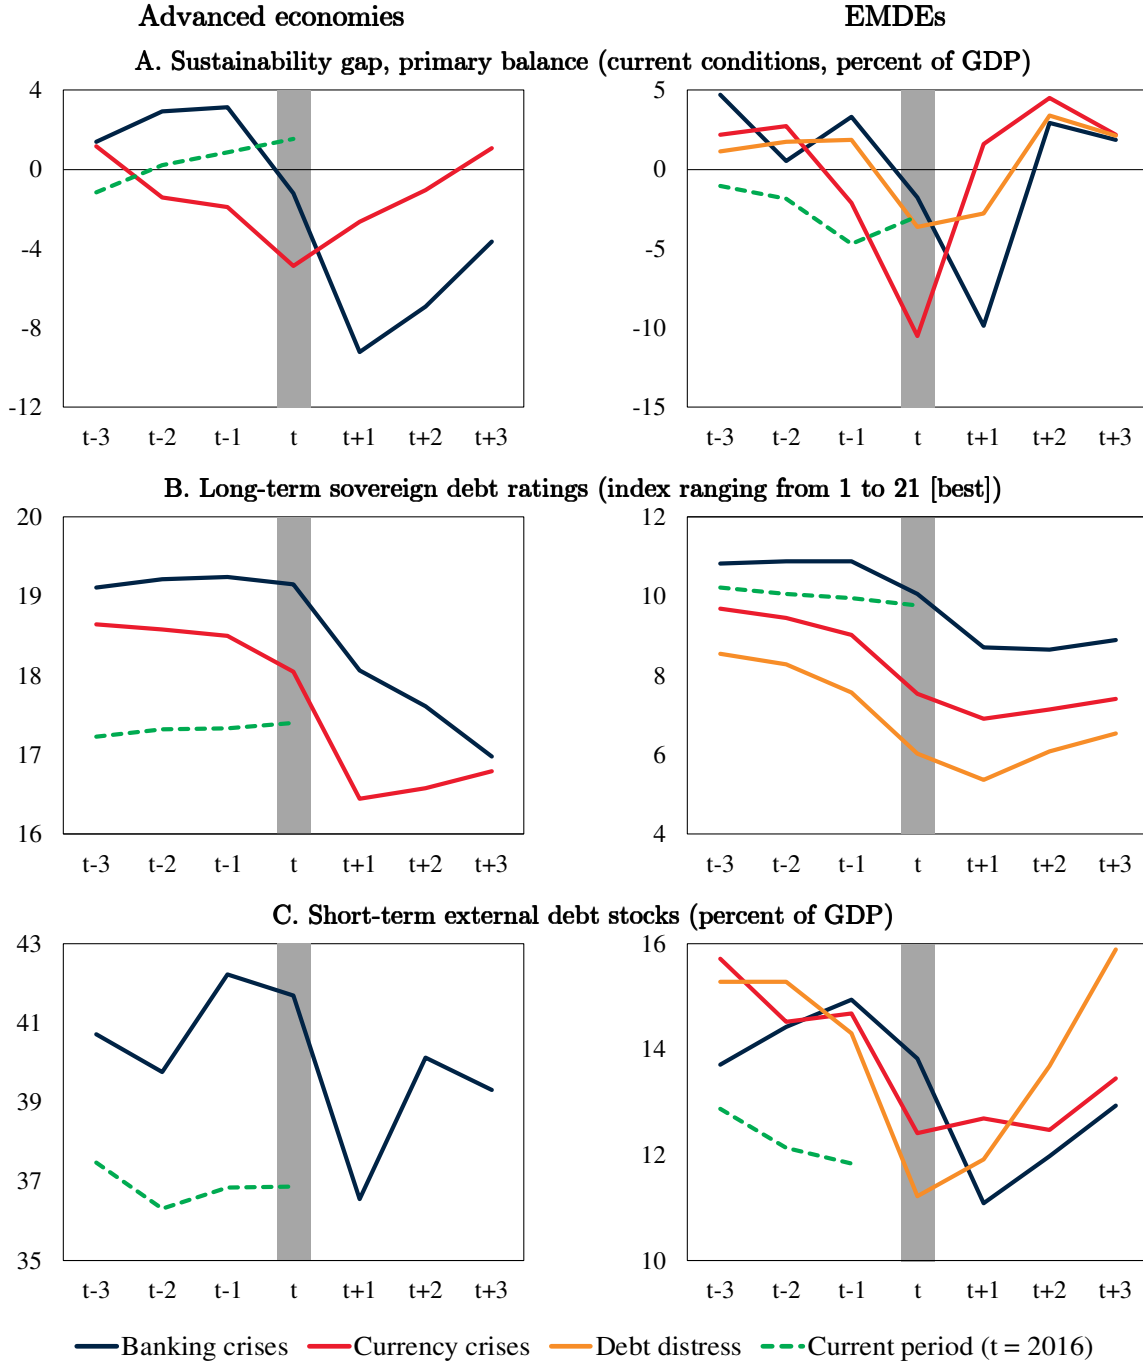 Advanced economies
EMDEs
A. Sustainability gap, primary balance (current conditions, percent of GDP)
4
0
-4
-8
-12
t-3 t-2 t-1 t t+1 t+2 t+3
5
0
-5
-10
-15
t-3 t-2 t-1 t t+1 t+2 t+3
B. Long-term sovereign debt ratings (index ranging from 1 to 21 [best])
20
19
18
17
16
t-3 t-2 t-1 t t+1 t+2 t+3
12
10
8
6
4
t-3 t-2 t-1 t t+1 t+2 t+3
C. Short-term external debt stocks (percent of GDP)
43
41
39
37
35
t-3 t-2 t-1 t t+1 t+2 t+3
16
14
12
10
t-3 t-2 t-1 t t+1 t+2 t+3
Banking crises Currency crises Debt distress Current period (t = 2016)